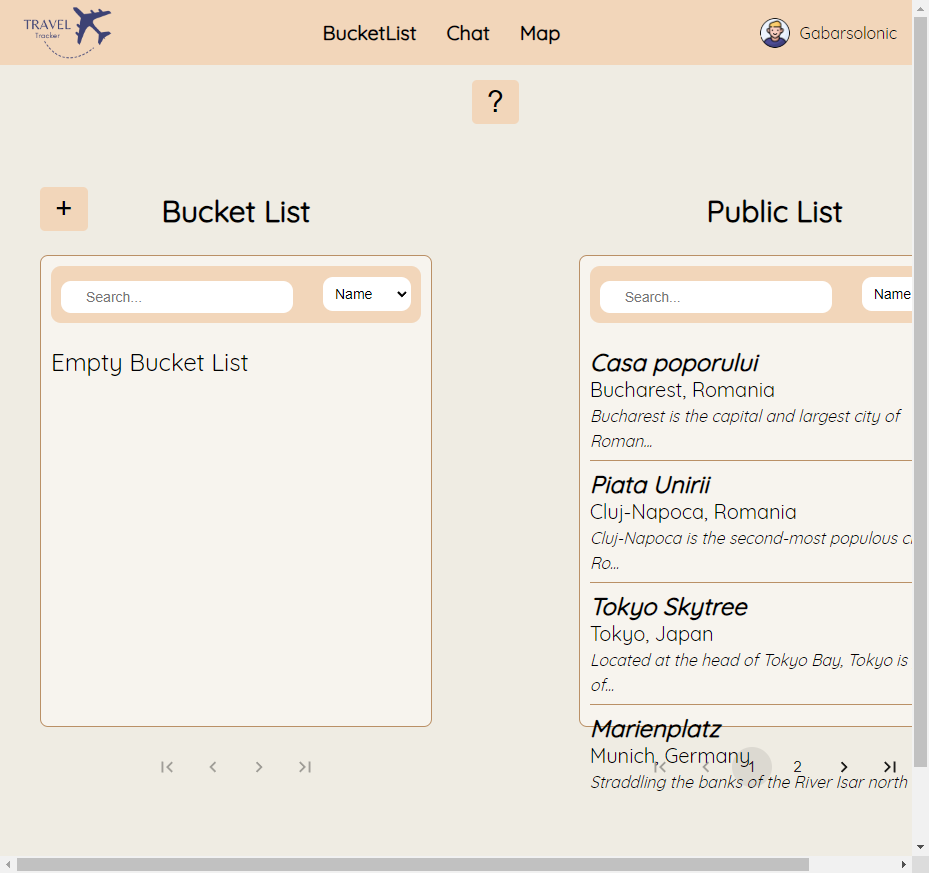 TRAVEL
Tracker
BucketList Chat Map
Gabarsolonic
?
+
Bucket List
Public List
Search...
Name
Search...
Name
Empty Bucket List
Casa poporului
Bucharest, Romania
Bucharest is the capital and largest city of
Roman...
Piata Unirii
Cluj-Napoca, Romania
Cluj-Napoca is the second-most populous
Ro...
Tokyo Skytree
Tokyo, Japan
Located at the head of Tokyo Bay, Tokyo is
of...
Marienplatz
Munich, Germany
Straddling the banks of the River Isar north
1 2